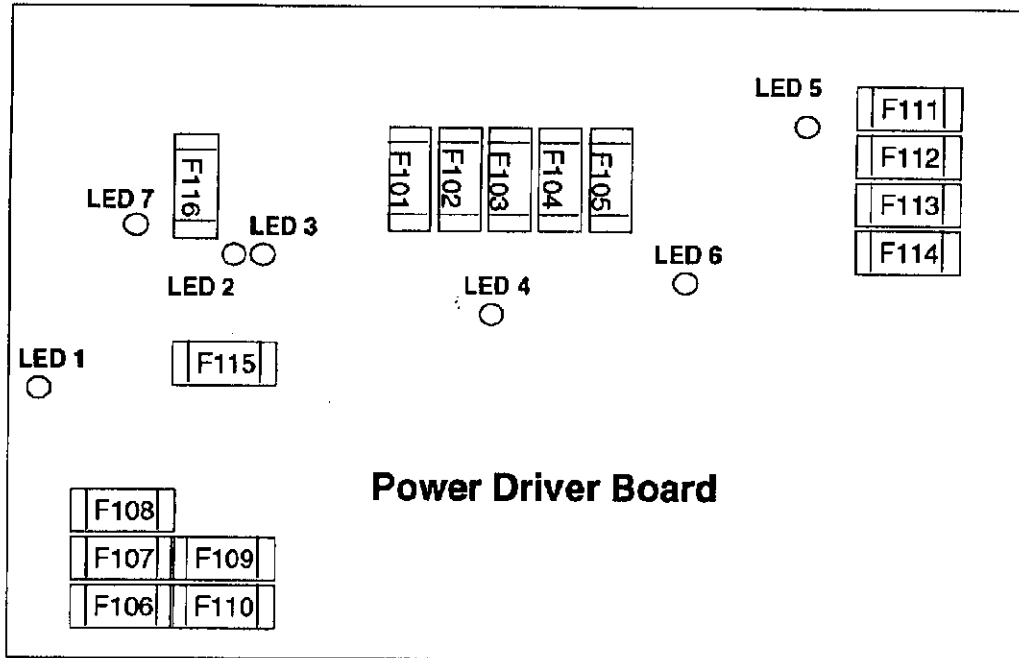 LED 5
F111
F112
F113
F114
F116
LED 7
LED 3
LED 2
F101
F102
F103
F104
F105
LED 6
LED 4
LED 1
F115
Power Driver Board
F108
F107
F109
F106
F110